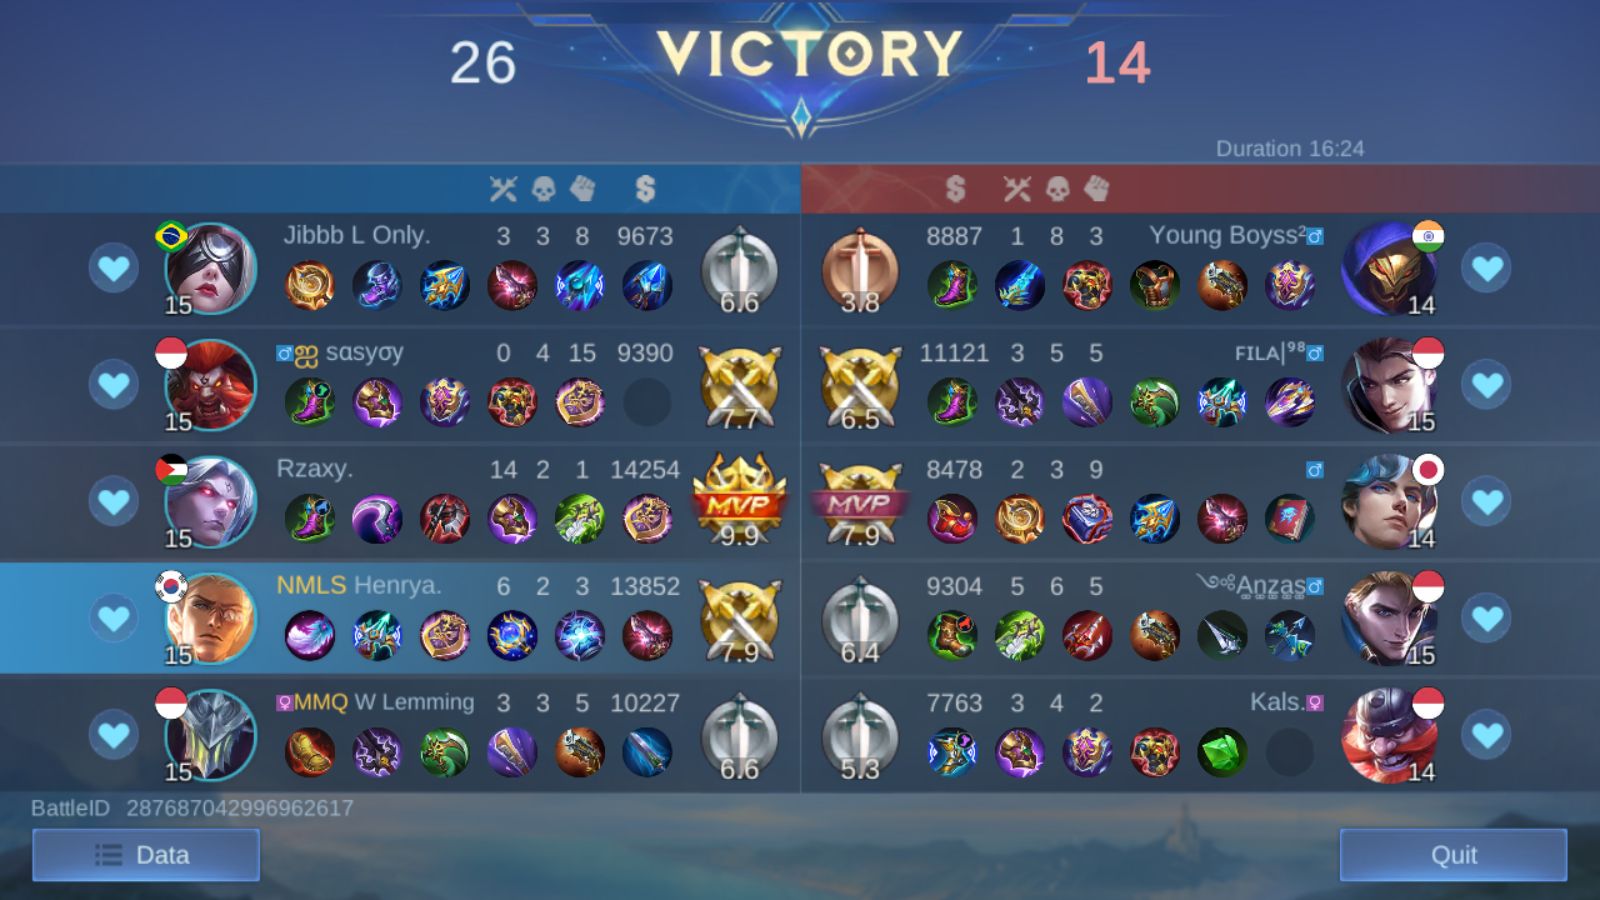 26 VICTORY 14
Duration 16:24
Jibbb L Only. 3 3 8 9673 6.6
15
8887 1 8 3 Young Boyss² 3.8
14
sɑsyơy 0 4 15 9390 7.7
15
11121 3 5 5 FILA|⁹⁸ 6.5
15
Rzaxy. 14 2 1 14254 MVP 9.9
15
8478 2 3 9 MVP 7.9
14
NMLS Henrya. 6 2 3 13852 7.9
15
9304 5 6 5 Anzas 6.4
15
MMQ W Lemming 3 3 5 10227 6.6
15
7763 3 4 2 Kals. 5.3
14
BattleID 287687042996962617
Data
Quit